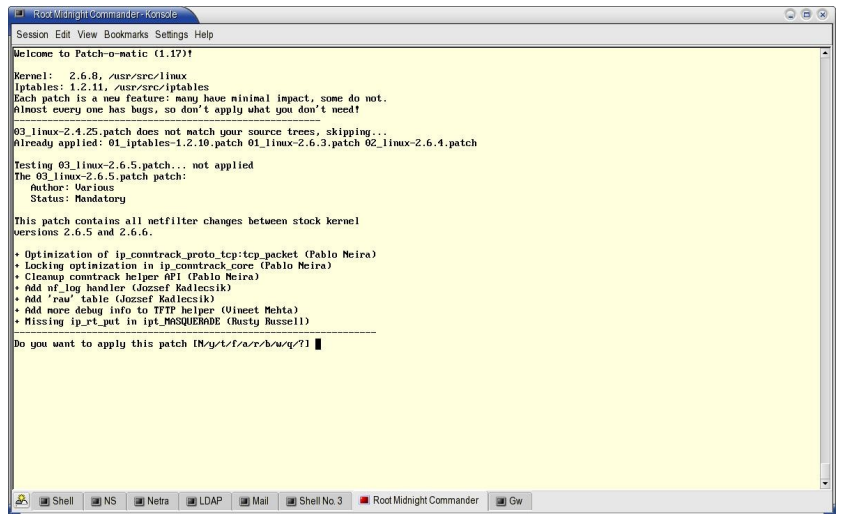 Root Midnight Commander - Konsole
Session Edit View Bookmarks Settings Help
Welcome to Patch-o-matic (1.17)!
Kernel:   2.6.8, /usr/src/linux
Iptables: 1.2.11, /usr/src/iptables
Each patch is a new feature: many have minimal impact, some do not.
Almost every one has bugs, so don't apply what you don't need!
-------------------------------------------------------
03_linux-2.4.25.patch does not match your source trees, skipping...
Already applied: 01_iptables-1.2.10.patch 01_linux-2.6.3.patch 02_linux-2.6.4.patch
Testing 03_linux-2.6.5.patch... not applied
The 03_linux-2.6.5.patch patch:
   Author: Various
   Status: Mandatory
This patch contains all netfilter changes between stock kernel
versions 2.6.5 and 2.6.6.
+ Optimization of ip_conntrack_proto_tcp:tcp_packet (Pablo Neira)
+ Locking optimization in ip_conntrack_core (Pablo Neira)
+ Cleanup conntrack helper API (Pablo Neira)
+ Add nf_log handler (Jozsef Kadlecsik)
+ Add 'raw' table (Jozsef Kadlecsik)
+ Add more debug info to TFTP helper (Vineet Mehta)
+ Missing ip_rt_put in ipt_MASQUERADE (Rusty Russell)
-----------------------------------------------------------------
Do you want to apply this patch [N/y/t/f/a/r/b/w/q/?]
Shell NS Netra LDAP Mail Shell No. 3 Root Midnight Commander Gw